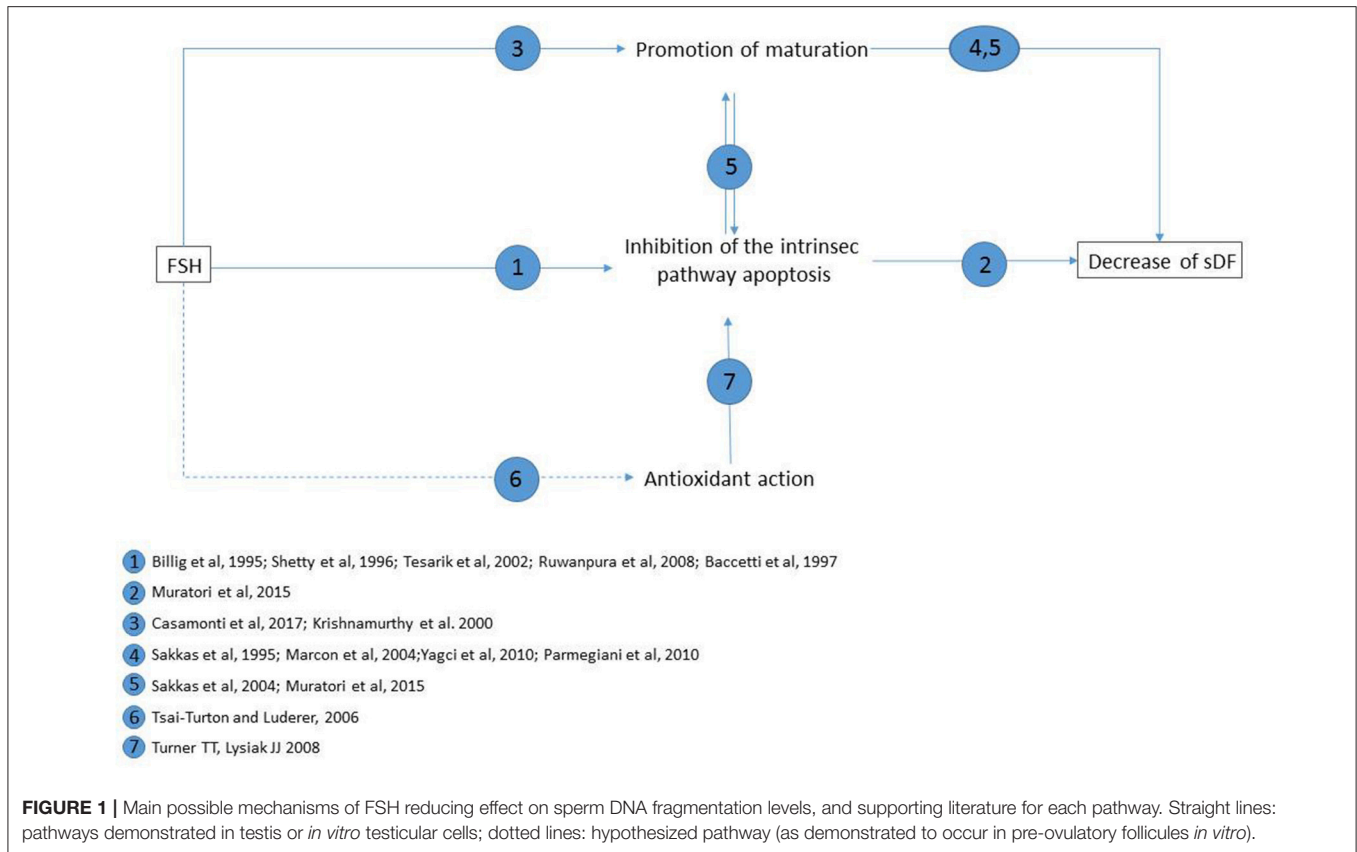 3
Promotion of maturation
4,5
5
FSH
1
Inhibition of the intrinsec
pathway apoptosis
2
Decrease of sDF
7
6
Antioxidant action
1 Billig et al, 1995; Shetty et al, 1996; Tesarik et al, 2002; Ruwanpura et al, 2008; Baccetti et al, 1997
2 Muratori et al, 2015
3 Casamonti et al, 2017; Krishnamurthy et al. 2000
4 Sakkas et al, 1995; Marcon et al, 2004;Yagci et al, 2010; Parmegiani et al, 2010
5 Sakkas et al, 2004; Muratori et al, 2015
6 Tsai-Turton and Luderer, 2006
7 Turner TT, Lysiak JJ 2008
FIGURE 1 | Main possible mechanisms of FSH reducing effect on sperm DNA fragmentation levels, and supporting literature for each pathway. Straight lines:
pathways demonstrated in testis or in vitro testicular cells; dotted lines: hypothesized pathway (as demonstrated to occur in pre-ovulatory follicules in vitro).